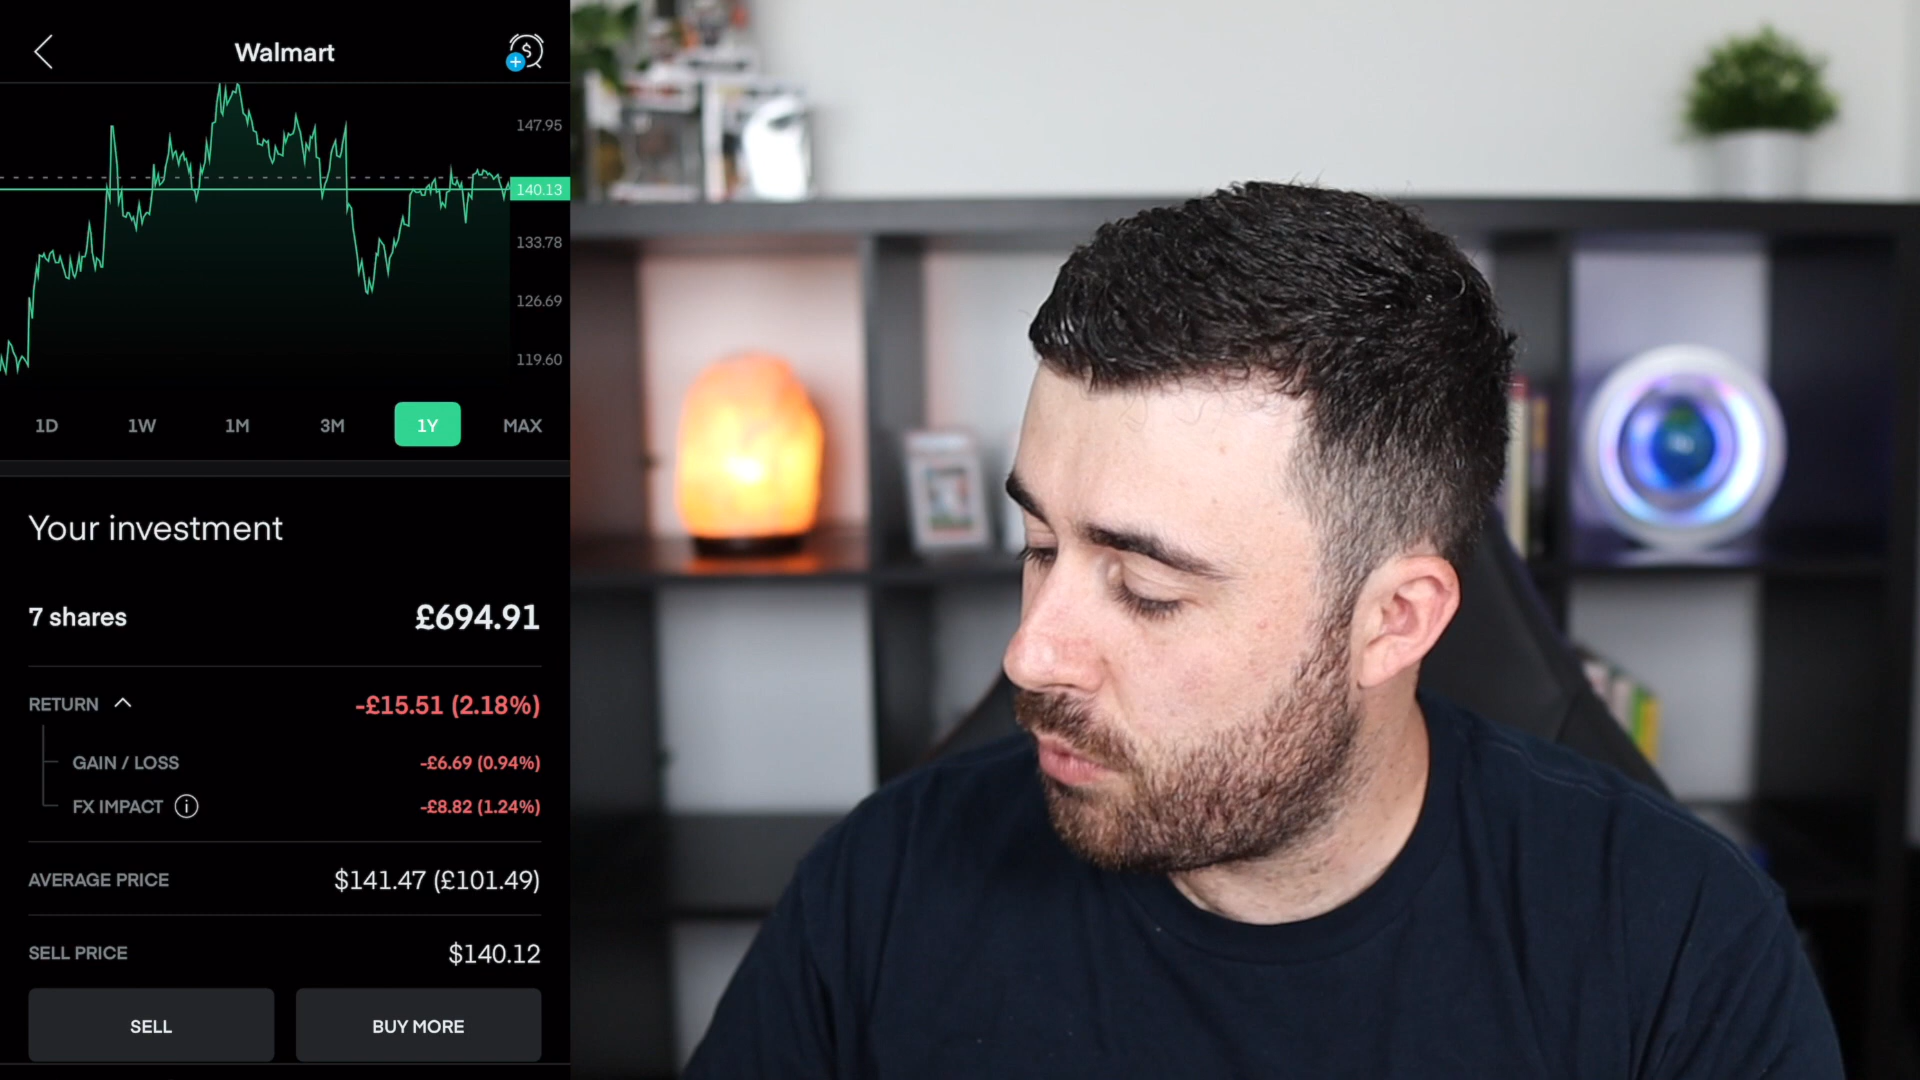 Walmart
$
147.95
140.13
133.78
126.69
119.60
1D 1W 1M 3M 1Y MAX
Your investment
7 shares £694.91
RETURN -£15.51 (2.18%)
GAIN / LOSS -£6.69 (0.94%)
FX IMPACT i -£8.82 (1.24%)
AVERAGE PRICE $141.47 (£101.49)
SELL PRICE $140.12
SELL BUY MORE